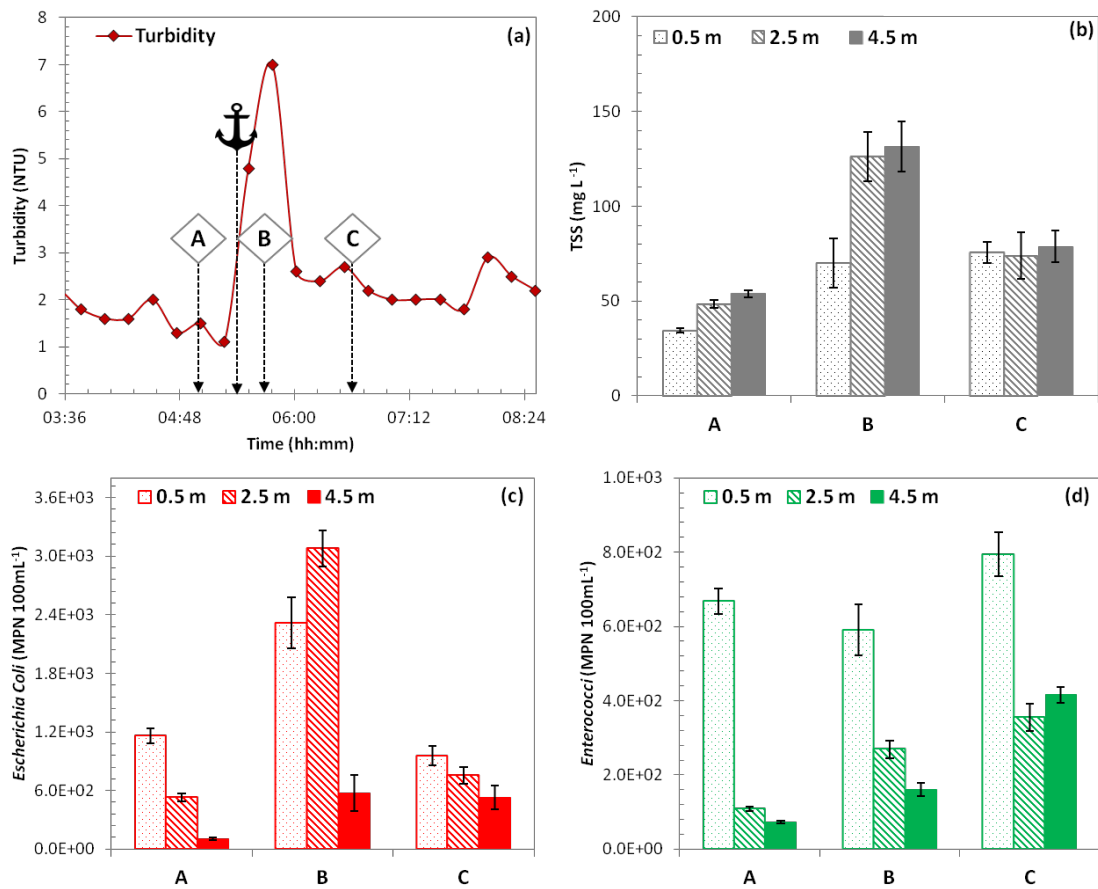 Turbidity
(a)
8
7
6
5
4
3
2
1
0
Turbidity (NTU)
A
B
C
03:36
04:48
06:00
07:12
08:24
Time (hh:mm)
0.5 m 2.5 m 4.5 m
(b)
200
150
100
50
0
TSS (mg L⁻¹)
A B C
0.5 m 2.5 m 4.5 m
(c)
3.6E+03
3.0E+03
2.4E+03
1.2E+03
6.0E+02
0.0E+00
Escherichia Coli (MPN 100mL⁻¹)
A B C
0.5 m 2.5 m 4.5 m
(d)
1.0E+03
8.0E+02
6.0E+02
4.0E+02
2.0E+02
0.0E+00
Enterococci (MPN 100mL⁻¹)
A B C